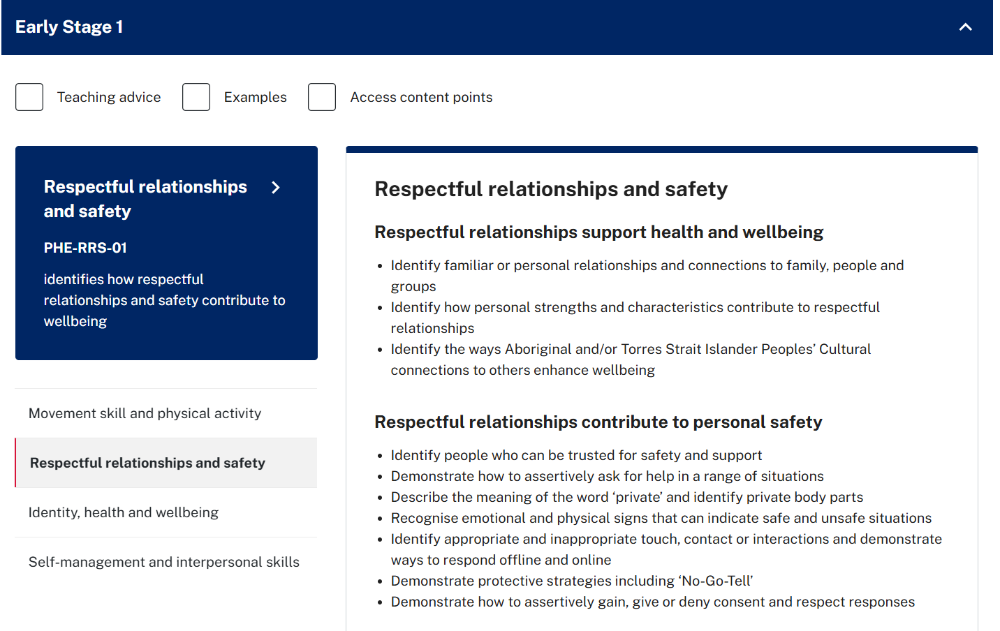 Early Stage 1
Teaching advice
Examples
Access content points
Respectful relationships
and safety
PHE-RRS-01
identifies how respectful
relationships and safety contribute to
wellbeing
Movement skill and physical activity
Respectful relationships and safety
Identity, health and wellbeing
Self-management and interpersonal skills
Respectful relationships and safety
Respectful relationships support health and wellbeing
• Identify familiar or personal relationships and connections to family, people and
groups
• Identify how personal strengths and characteristics contribute to respectful
relationships
• Identify the ways Aboriginal and/or Torres Strait Islander Peoples’ Cultural
connections to others enhance wellbeing
Respectful relationships contribute to personal safety
• Identify people who can be trusted for safety and support
• Demonstrate how to assertively ask for help in a range of situations
• Describe the meaning of the word ‘private’ and identify private body parts
• Recognise emotional and physical signs that can indicate safe and unsafe situations
• Identify appropriate and inappropriate touch, contact or interactions and demonstrate
ways to respond offline and online
• Demonstrate protective strategies including ‘No-Go-Tell’
• Demonstrate how to assertively gain, give or deny consent and respect responses